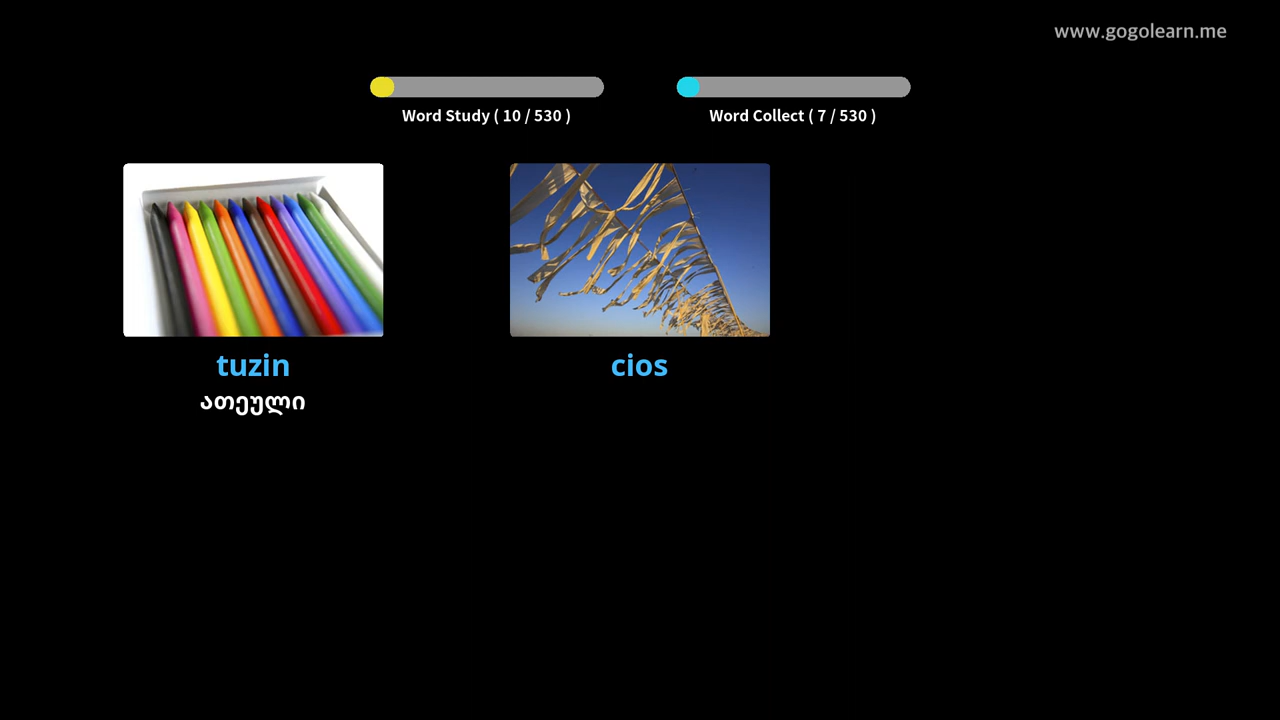 www.gogolearn.me
Word Study ( 10 / 530 )
Word Collect ( 7 / 530 )
tuzin
ათეული
cios